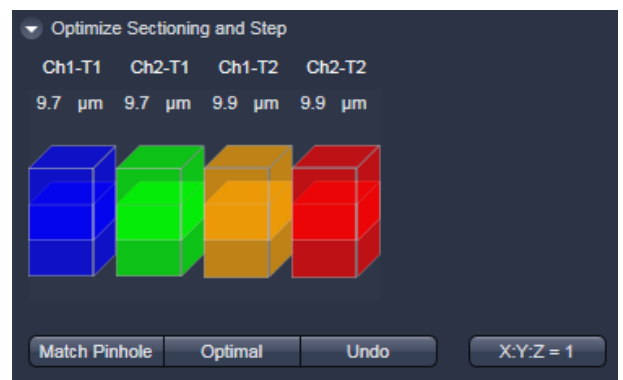 Optimize Sectioning and Step
Ch1-T1 Ch2-T1 Ch1-T2 Ch2-T2
9.7 µm 9.7 µm 9.9 µm 9.9 µm
Match Pinhole Optimal Undo X:Y:Z = 1